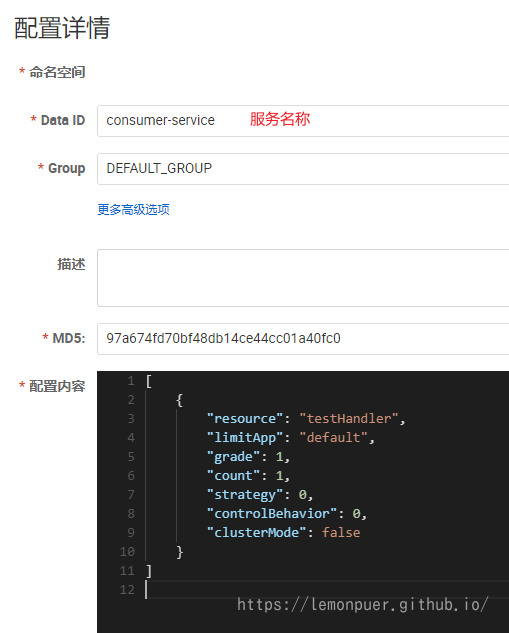 配置详情
* 命名空间
* Data ID consumer-service 服务名称
* Group DEFAULT_GROUP
更多高级选项
描述
* MD5: 97a674fd70bf48db14ce44cc01a40fc0
* 配置内容
1 [
2 {
3 "resource": "testHandler",
4 "limitApp": "default",
5 "grade": 1,
6 "count": 1,
7 "strategy": 0,
8 "controlBehavior": 0,
9 "clusterMode": false
10 }
11 ]
12
https://lemonpuer.github.io/